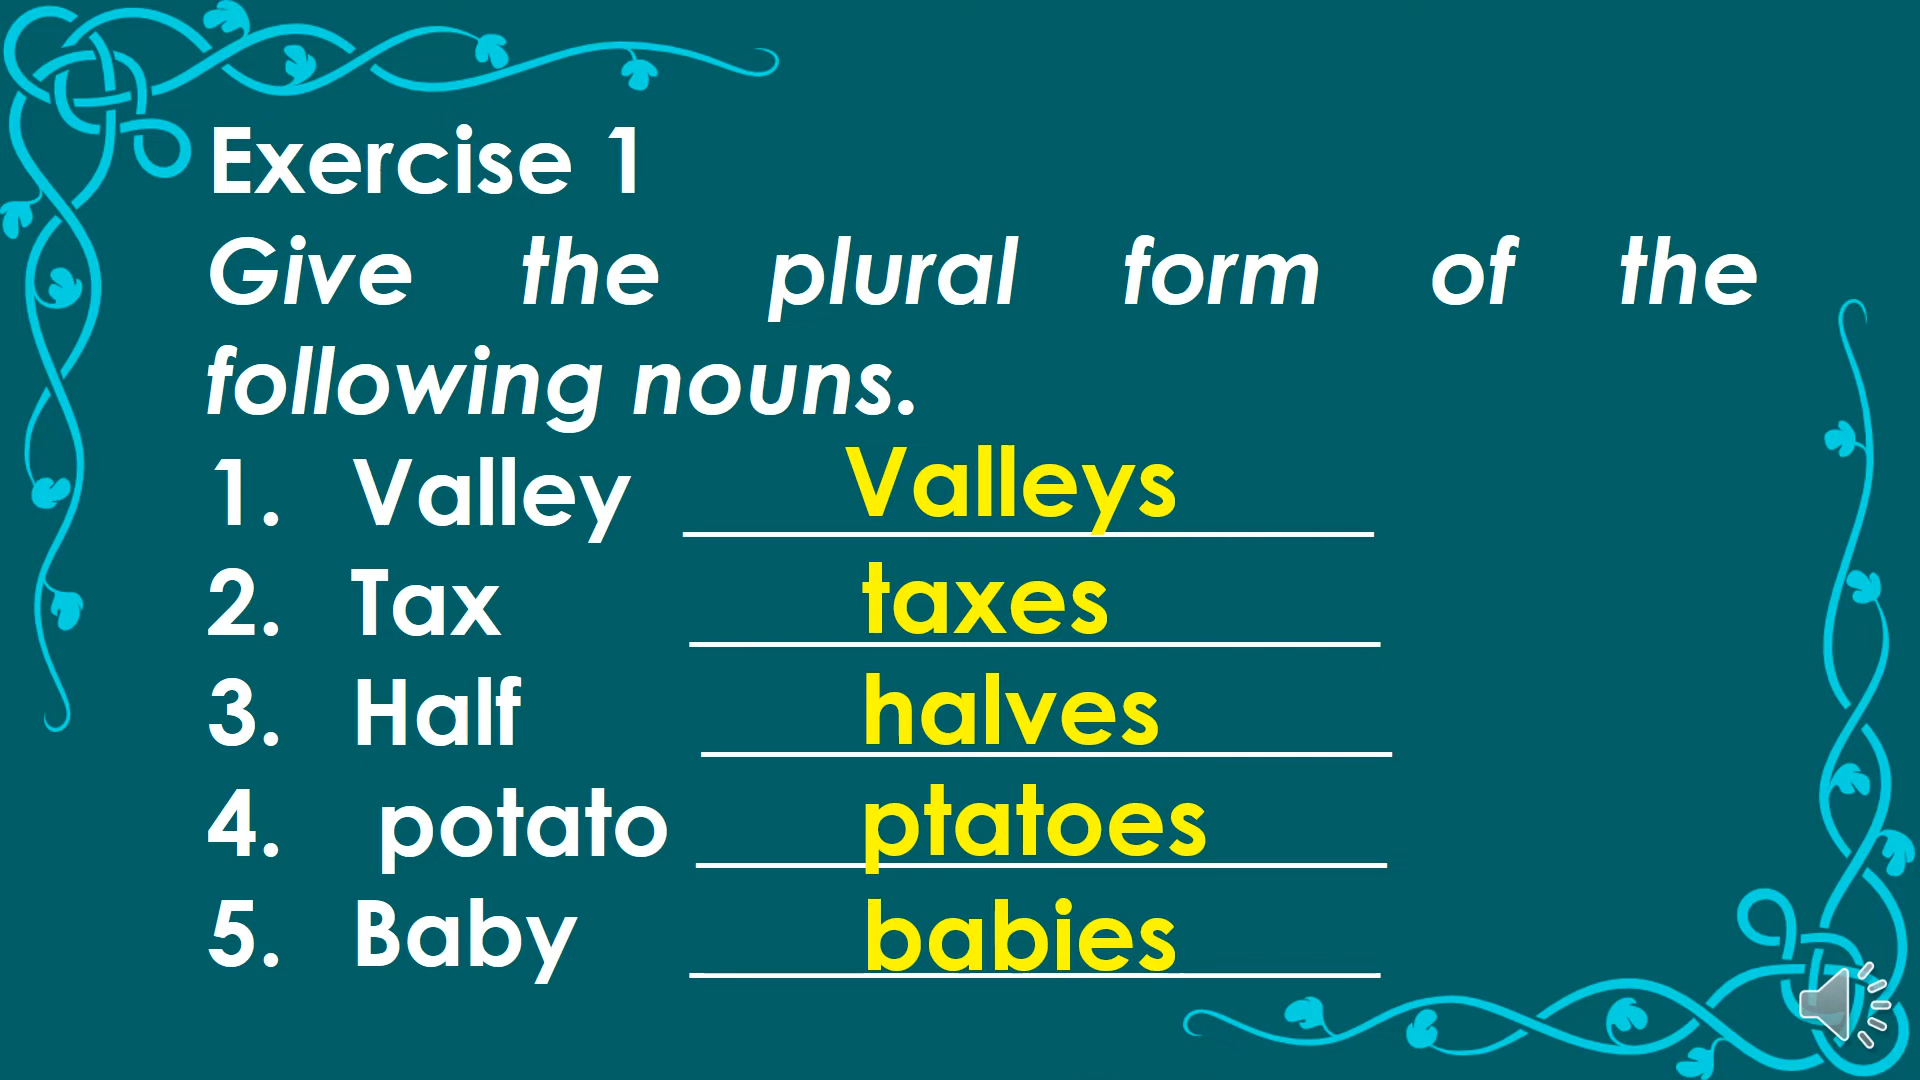 Exercise 1
Give the plural form of the
following nouns.
1. Valley Valleys
2. Tax taxes
3. Half halves
4. potato ptatoes
5. Baby babies